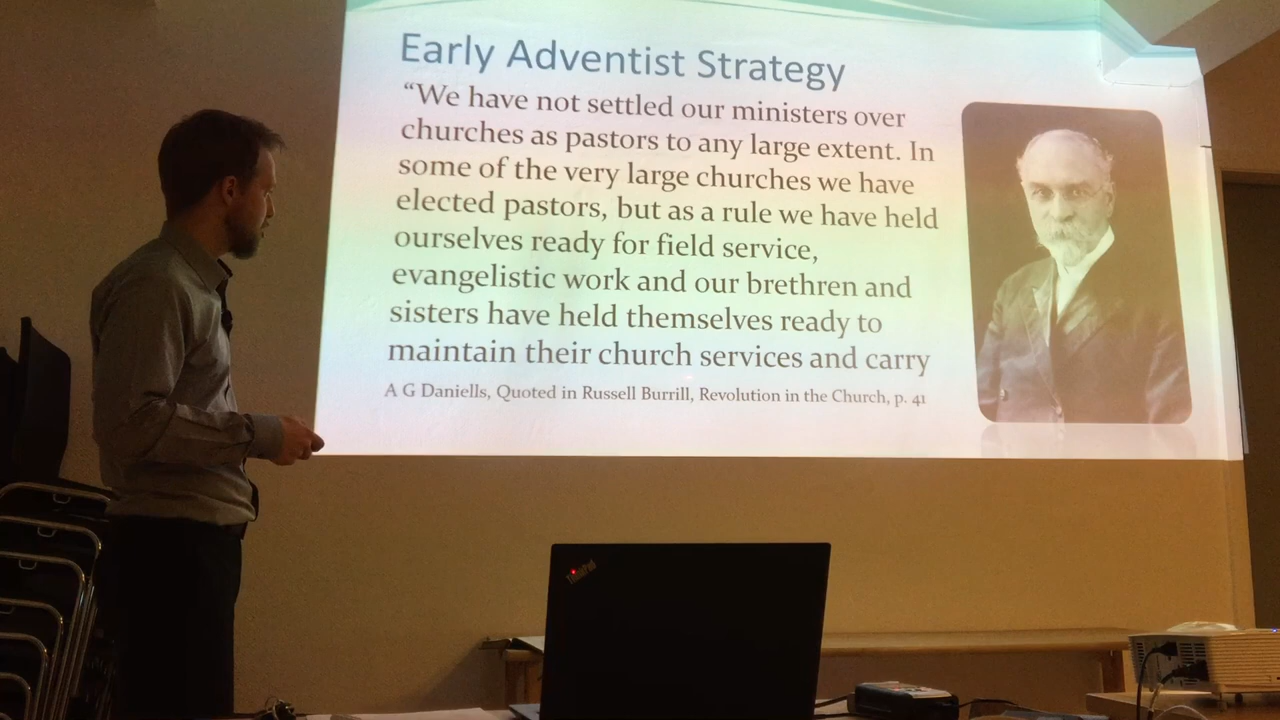 Early Adventist Strategy
“We have not settled our ministers over
churches as pastors to any large extent. In
some of the very large churches we have
elected pastors, but as a rule we have held
ourselves ready for field service,
evangelistic work and our brethren and
sisters have held themselves ready to
maintain their church services and carry
A G Daniells, Quoted in Russell Burrill, Revolution in the Church, p. 41
ThinkPad